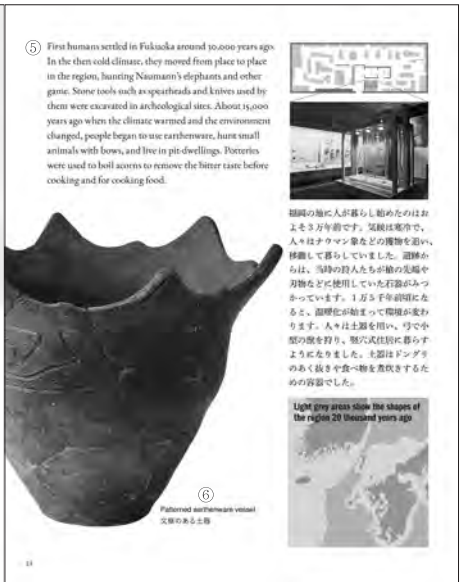 ⑤ First humans settled in Fukuoka around 30,000 years ago.
In the then cold climate, they moved from place to place
in the region, hunting Naumann's elephants and other
game. Stone tools such as spearheads and knives used by
them were excavated in archeological sites. About 15,000
years ago when the climate warmed and the environment
changed, people began to use earthenware, hunt small
animals with bows, and live in pit-dwellings. Potteries
were used to boil acorns to remove the bitter taste before
cooking and for cooking food.
福岡の地に人が暮らし始めたのはお
よそ3万年前です。気候は寒冷で、
人々はナウマン象などの獲物を追い、
移動して暮らしていました。遺跡か
らは、当時の狩人たちが槍の先端や
刃物などに使用していた石器がみつ
かっています。1万5千年前頃にな
ると、温暖化が始まって環境が変わ
ります。人々は土器を用い、弓で小
型の獣を狩り、竪穴式住居に暮らす
ようになりました。土器はドングリ
のあく抜きや食べ物を煮炊きするた
めの容器でした。
Light grey areas show the shapes of
the region 20 thousand years ago
⑥
Patterned earthenware vessel
文様のある土器